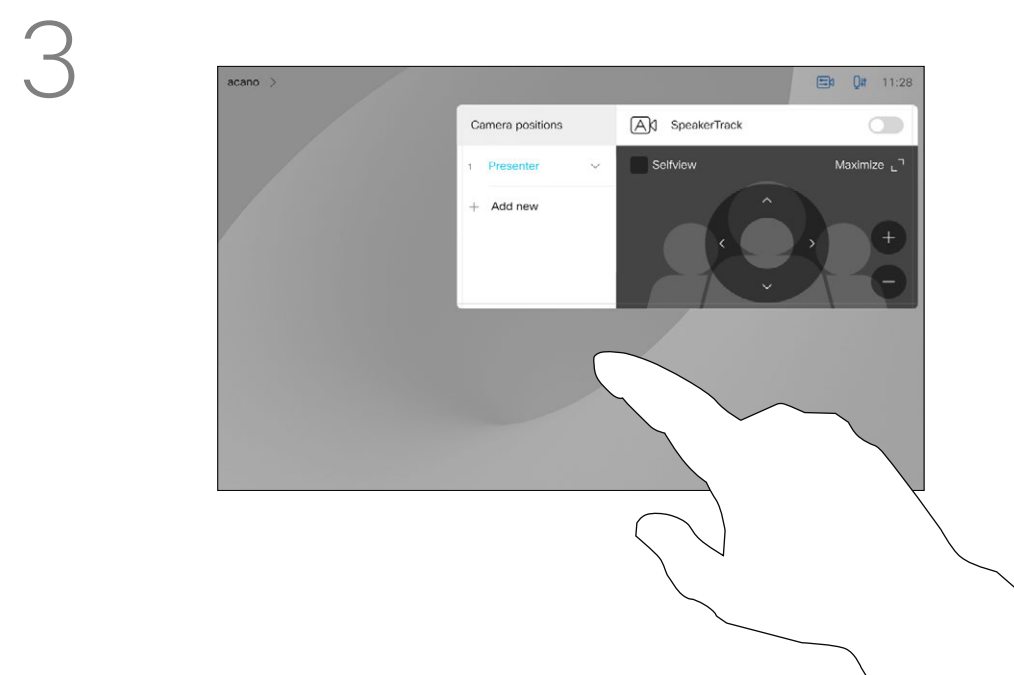 3
acano
11:28
Camera positions
SpeakerTrack
1 Presenter
Selfview
Maximize
+ Add new